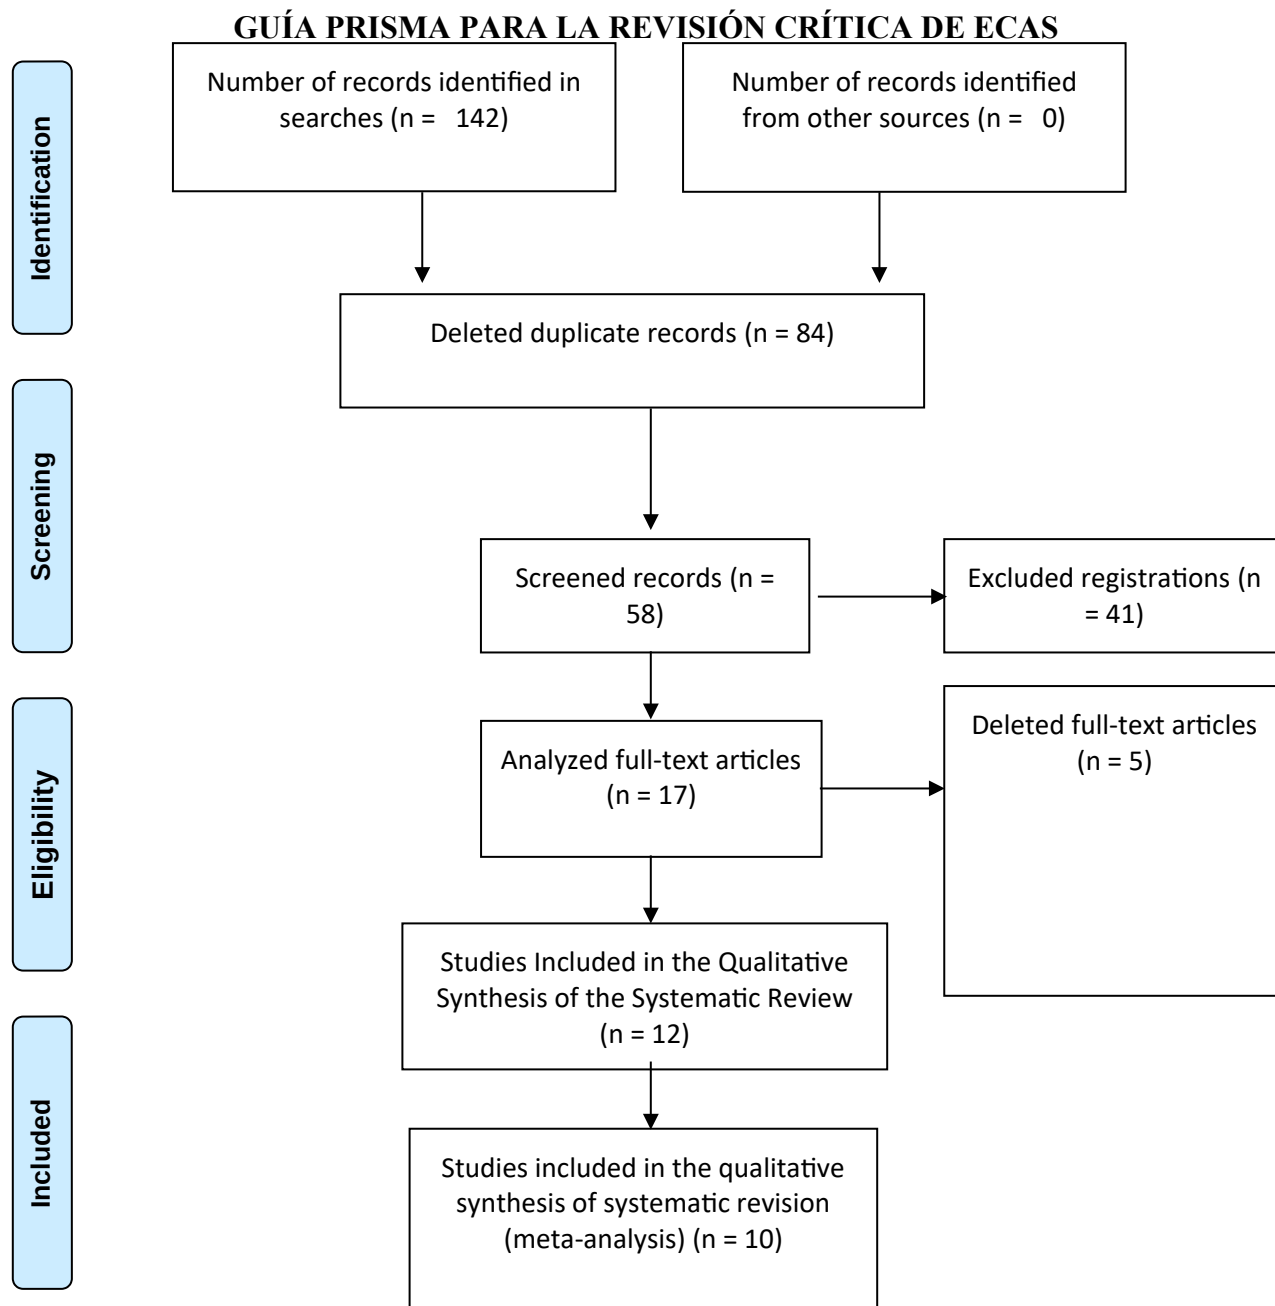 GUÍA PRISMA PARA LA REVISIÓN CRÍTICA DE ECAS
Number of records identified in
searches (n = 142)
Number of records identified
from other sources (n = 0)
Identification
Deleted duplicate records (n = 84)
Screening
Screened records (n =
58)
Excluded registrations (n
= 41)
Eligibility
Analyzed full-text articles
(n = 17)
Deleted full-text articles
(n = 5)
Studies Included in the Qualitative
Synthesis of the Systematic Review
(n = 12)
Included
Studies included in the qualitative
synthesis of systematic revision
(meta-analysis) (n = 10)